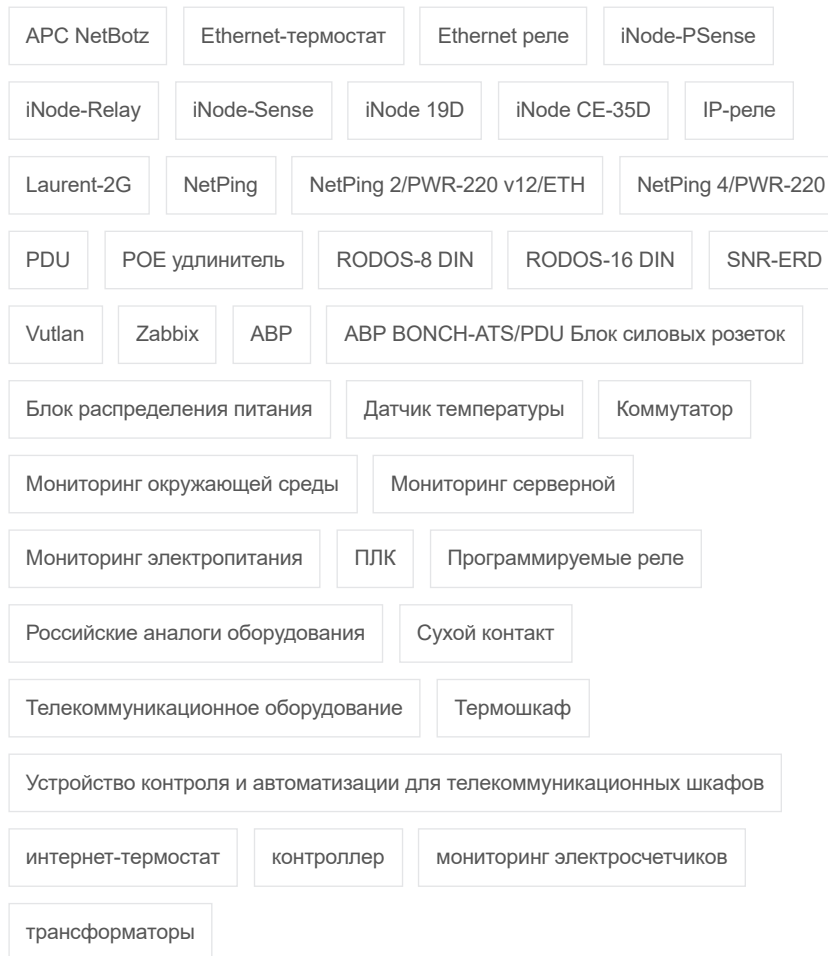 APC NetBotz Ethernet-термостат Ethernet реле iNode-PSense
iNode-Relay iNode-Sense iNode 19D iNode CE-35D IP-реле
Laurent-2G NetPing NetPing 2/PWR-220 v12/ETH NetPing 4/PWR-220
PDU POE удлинитель RODOS-8 DIN RODOS-16 DIN SNR-ERD
Vutlan Zabbix АВР АВР BONCH-ATS/PDU Блок силовых розеток
Блок распределения питания Датчик температуры Коммутатор
Мониторинг окружающей среды Мониторинг серверной
Мониторинг электропитания ПЛК Программируемые реле
Российские аналоги оборудования Сухой контакт
Телекоммуникационное оборудование Термошкаф
Устройство контроля и автоматизации для телекоммуникационных шкафов
интернет-термостат контроллер мониторинг электросчетчиков
трансформаторы